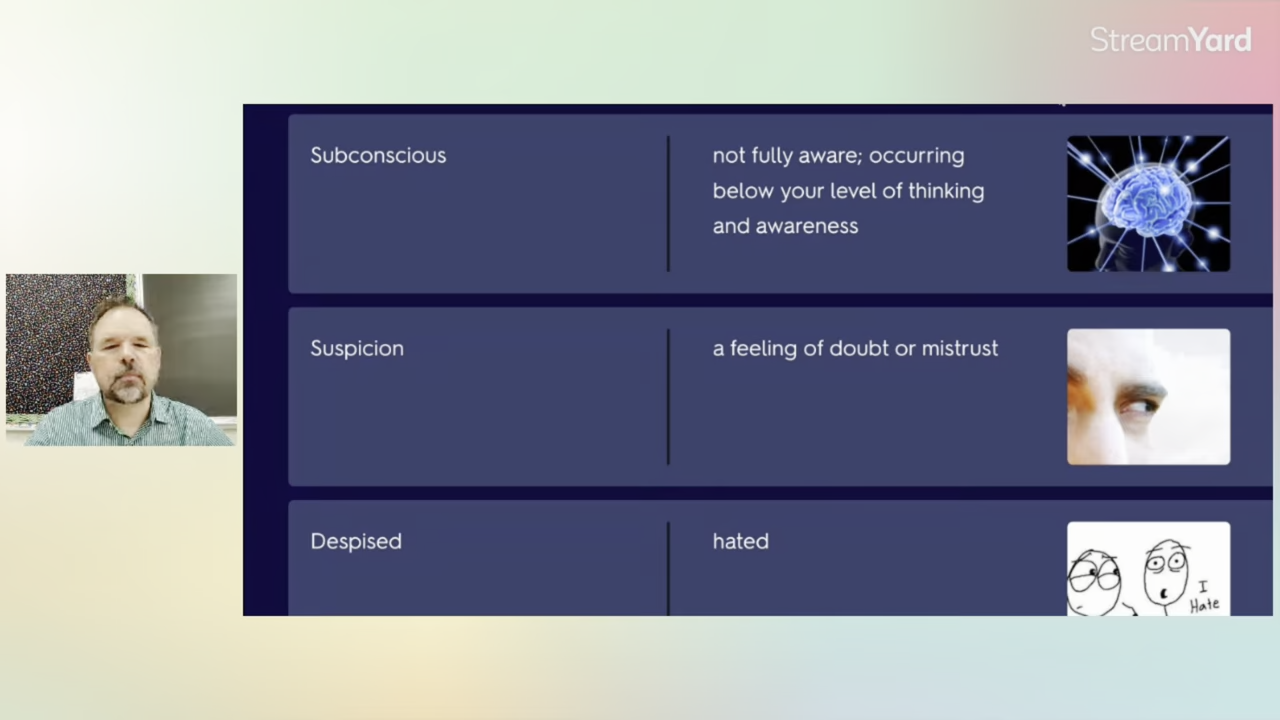 StreamYard
Subconscious
not fully aware; occurring
below your level of thinking
and awareness
Suspicion
a feeling of doubt or mistrust
Despised
hated
I
Hate